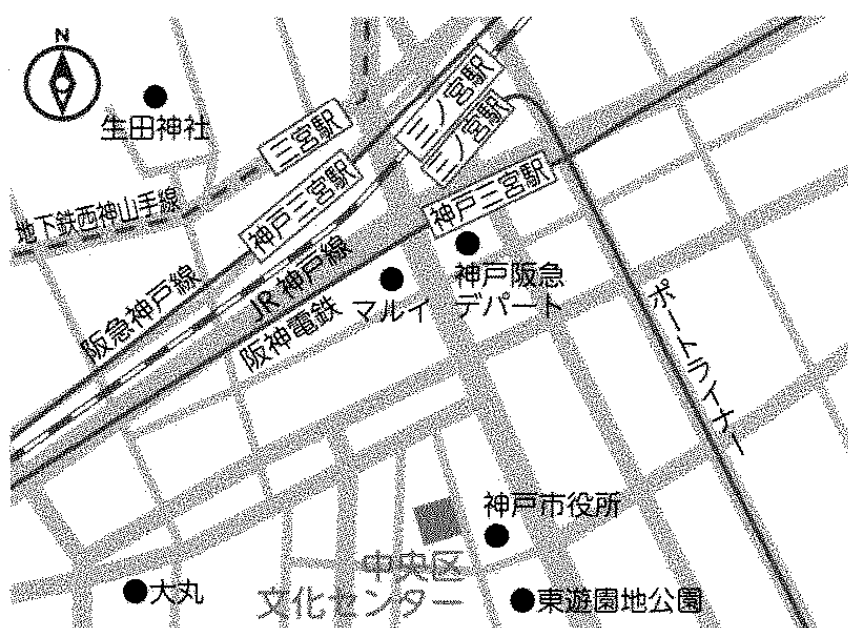 N
生田神社
三宮駅
三ノ宮駅
三ノ宮駅
神戸三宮駅
神戸三宮駅
地下鉄西神山手線
阪急神戸線
JR神戸線
阪神電鉄
マルイ
神戸阪急
デパート
ポートライナー
神戸市役所
中央区
文化センター
大丸
東遊園地公園